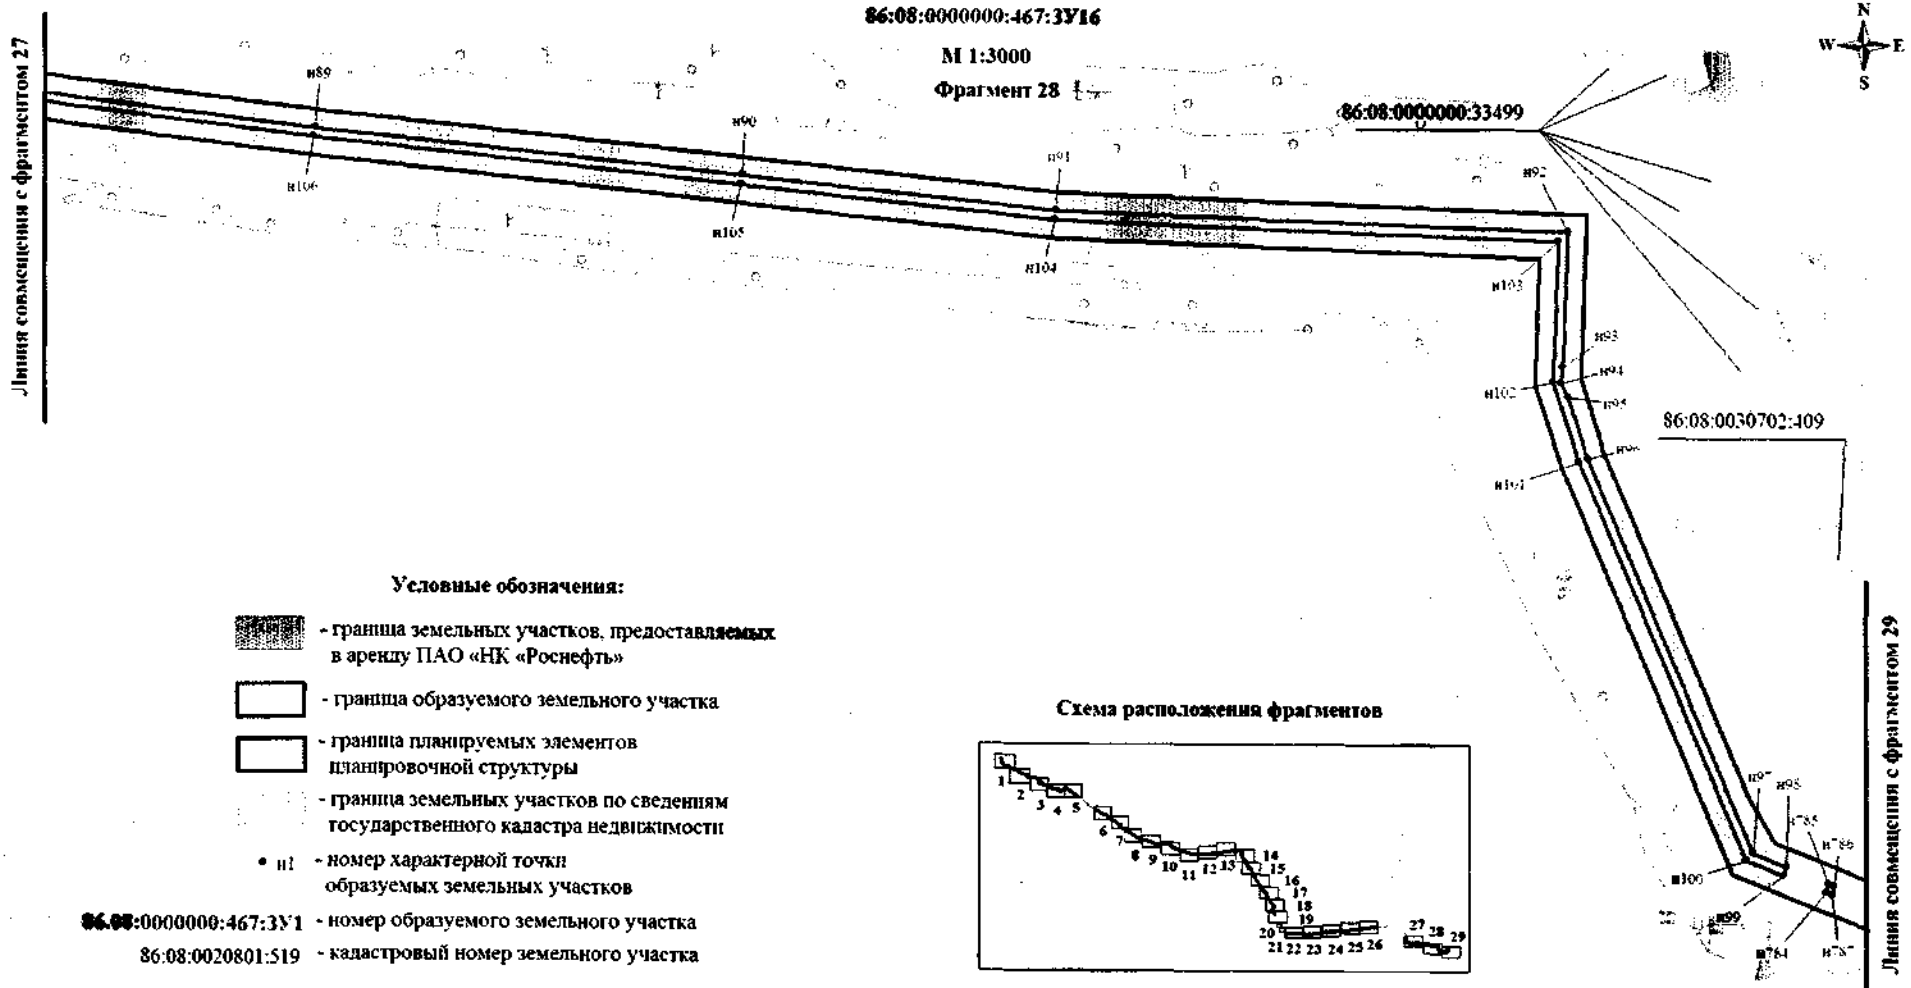 86:08:0000000:467:ЗУ16
М 1:3000
Фрагмент 28
N
W
E
S
Линия совмещения с фрагментом 27
н89
н90
н91
н92
86:08:0000000:33499
н106
н105
н104
н103
н93
н94
н95
н102
н96
н101
86:08:0030702:409
Линия совмещения с фрагментом 29
н97
н98
н785
н786
н100
н99
н784
н787
Условные обозначения:
- граница земельных участков, предоставляемых
в аренду ПАО «НК «Роснефть»
- граница образуемого земельного участка
- граница планируемых элементов
планировочной структуры
- граница земельных участков по сведениям
государственного кадастра недвижимости
• н1 - номер характерной точки
образуемых земельных участков
86:08:0000000:467:ЗУ1 - номер образуемого земельного участка
86:08:0020801:519 - кадастровый номер земельного участка
Схема расположения фрагментов
1
2
3
4
5
6
7
8
9
10
11
12
13
14
15
16
17
18
19
20
21
22
23
24
25
26
27
28
29